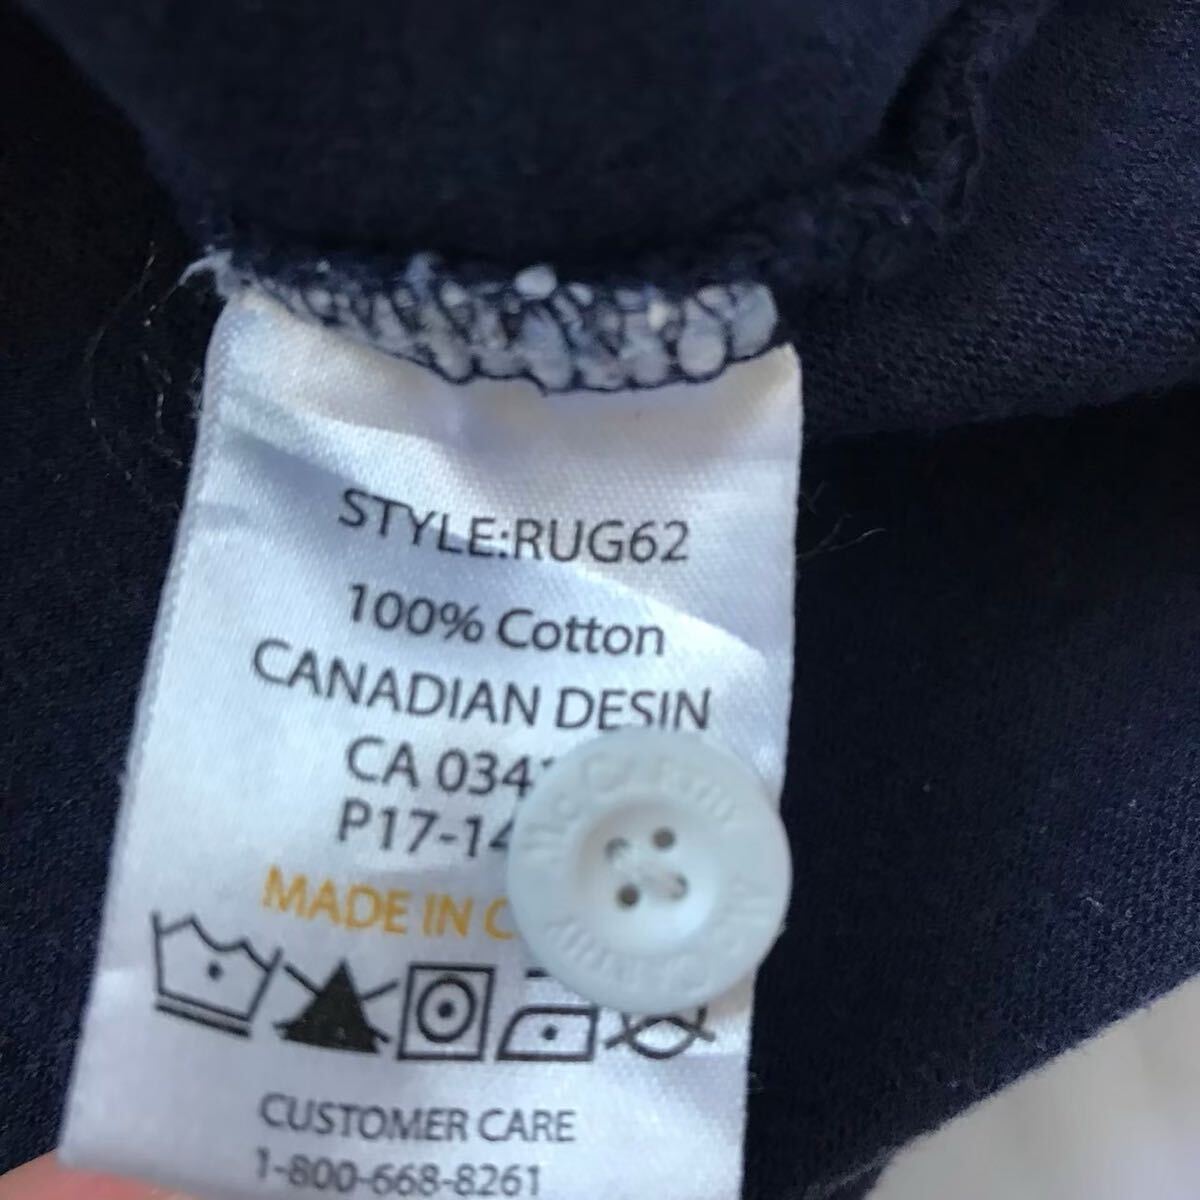 STYLE:RUG62
100% Cotton
CANADIAN DESIN
CA 034
P17-14
MADE IN C
CUSTOMER CARE
1-800-668-8261